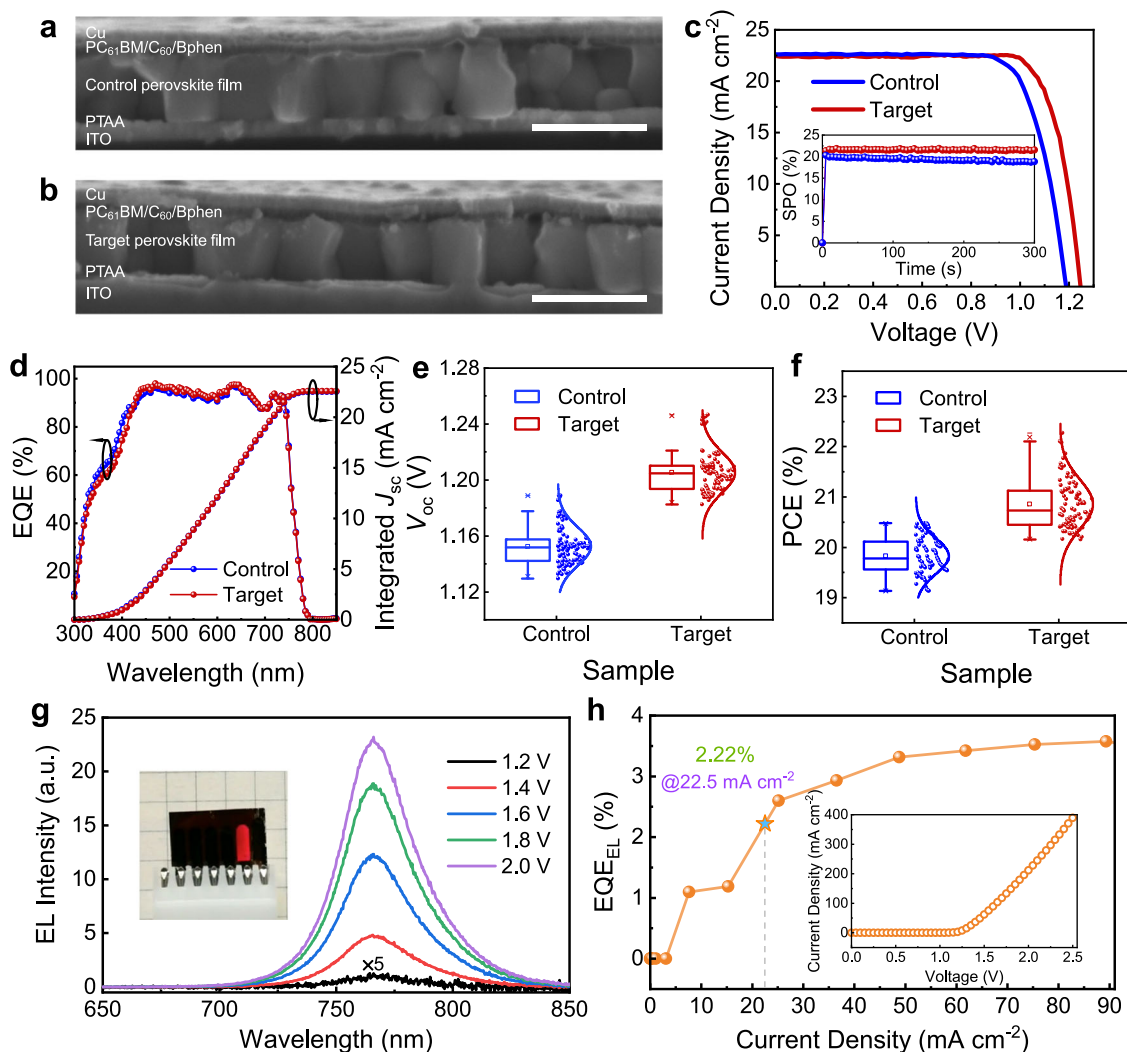 a
Cu
PC₆₁BM/C₆₀/Bphen
Control perovskite film
PTAA
ITO
b
Cu
PC₆₁BM/C₆₀/Bphen
Target perovskite film
PTAA
ITO
c
Current Density (mA cm⁻²)
25
20
15
10
5
Control
Target
SPO (%)
25
20
15
10
5
0
0 100 200 300
Time (s)
0.0 0.2 0.4 0.6 0.8 1.0 1.2
Voltage (V)
d
EQE (%)
100
80
60
40
20
0
Integrated Jsc (mA cm⁻²)
25
20
15
10
5
0
Control
Target
300 400 500 600 700 800
Wavelength (nm)
e
Voc (V)
1.28
1.24
1.20
1.16
1.12
Control
Target
Control Target
Sample
f
PCE (%)
23
22
21
20
19
Control
Target
Control Target
Sample
g
EL Intensity (a.u.)
25
20
15
10
5
0
1.2 V
1.4 V
1.6 V
1.8 V
2.0 V
×5
650 700 750 800 850
Wavelength (nm)
h
EQE_EL (%)
4
3
2
1
0
2.22%
@22.5 mA cm⁻²
Current Density (mA cm⁻²)
400
300
200
100
0
0.0 0.5 1.0 1.5 2.0 2.5
Voltage (V)
0 10 20 30 40 50 60 70 80 90
Current Density (mA cm⁻²)